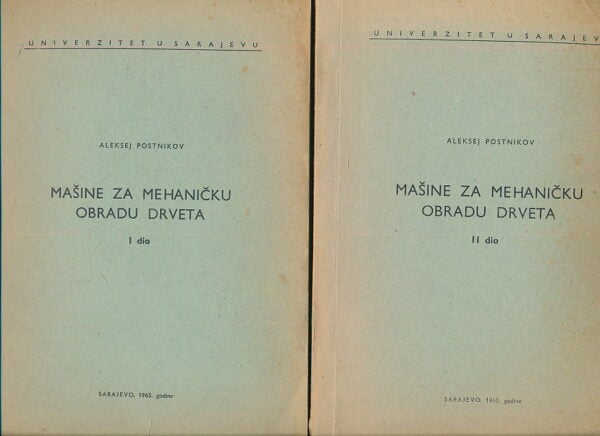 UNIVERZITET U SARAJEVU
ALEKSEJ POSTNIKOV
MAŠINE ZA MEHANIČKU
OBRADU DRVETA
I dio
SARAJEVO, 1965. godine
UNIVERZITET U SARAJEV
ALEKSEJ POSTNIKOV
MAŠINE ZA MEHANIČKU
OBRADU DRVETA
II dio
SARAJEVO, 1965. godine